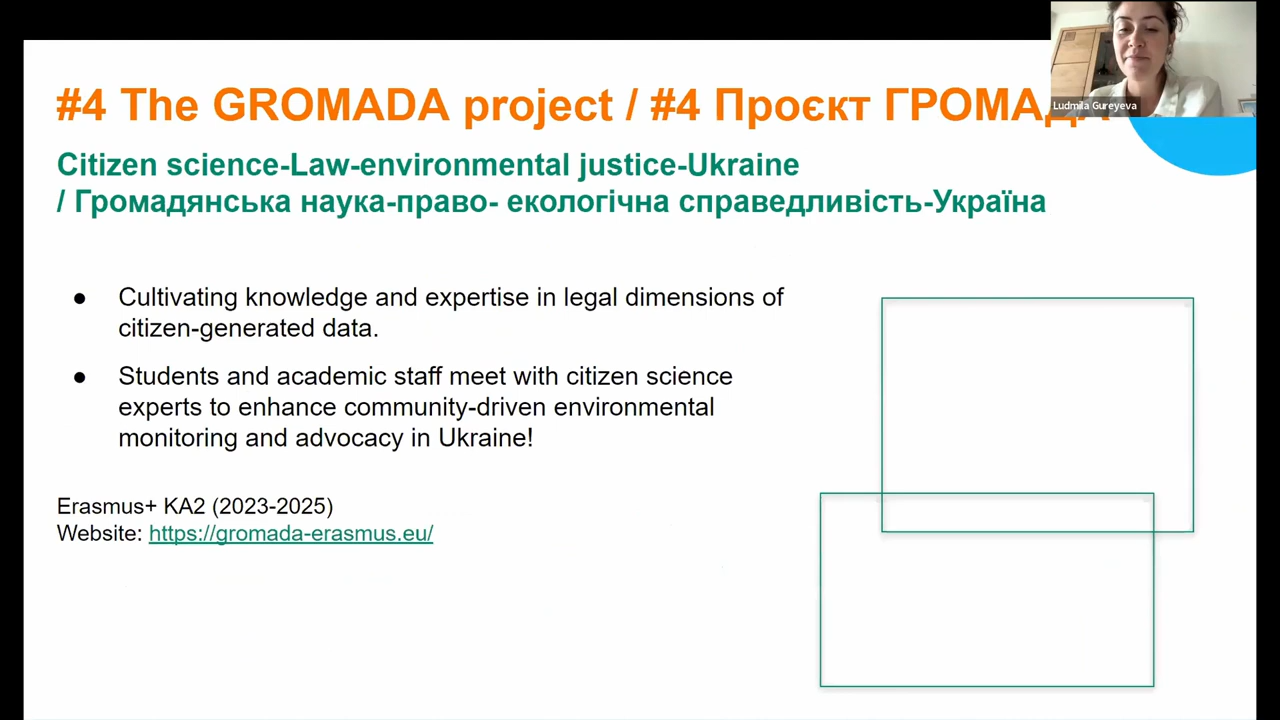 #4 The GROMADA project / #4 Проєкт ГРОМАДА
Ludmila Gureyeva
Citizen science-Law-environmental justice-Ukraine
/ Громадянська наука-право- екологічна справедливість-Україна
● Cultivating knowledge and expertise in legal dimensions of
citizen-generated data.
● Students and academic staff meet with citizen science
experts to enhance community-driven environmental
monitoring and advocacy in Ukraine!
Erasmus+ KA2 (2023-2025)
Website: https://gromada-erasmus.eu/